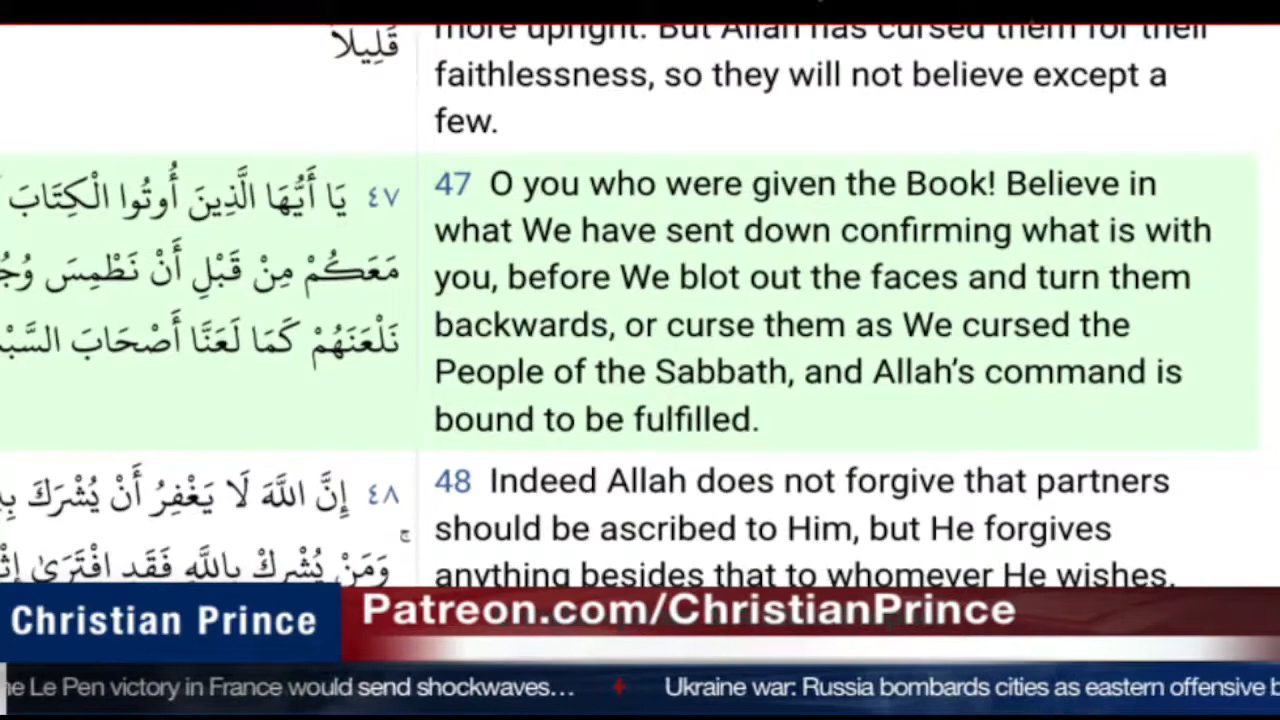 قَلِيلًا
more upright. But Allah has cursed them for their
faithlessness, so they will not believe except a
few.
٤٧ يَا أَيُّهَا الَّذِينَ أُوتُوا الْكِتَابَ
مَعَكُمْ مِنْ قَبْلِ أَنْ نَطْمِسَ
نَلْعَنَهُمْ كَمَا لَعَنَّا أَصْحَابَ
47 O you who were given the Book! Believe in
what We have sent down confirming what is with
you, before We blot out the faces and turn them
backwards, or curse them as We cursed the
People of the Sabbath, and Allah's command is
bound to be fulfilled.
٤٨ إِنَّ اللَّهَ لَا يَغْفِرُ أَنْ يُشْرَكَ
وَمَنْ يُشْرِكْ بِاللَّهِ فَقَدِ افْتَرَىٰ
48 Indeed Allah does not forgive that partners
should be ascribed to Him, but He forgives
anything besides that to whomever He wishes.
Christian Prince
Patreon.com/ChristianPrince
Le Pen victory in France would send shockwaves...
Ukraine war: Russia bombards cities as eastern offensive